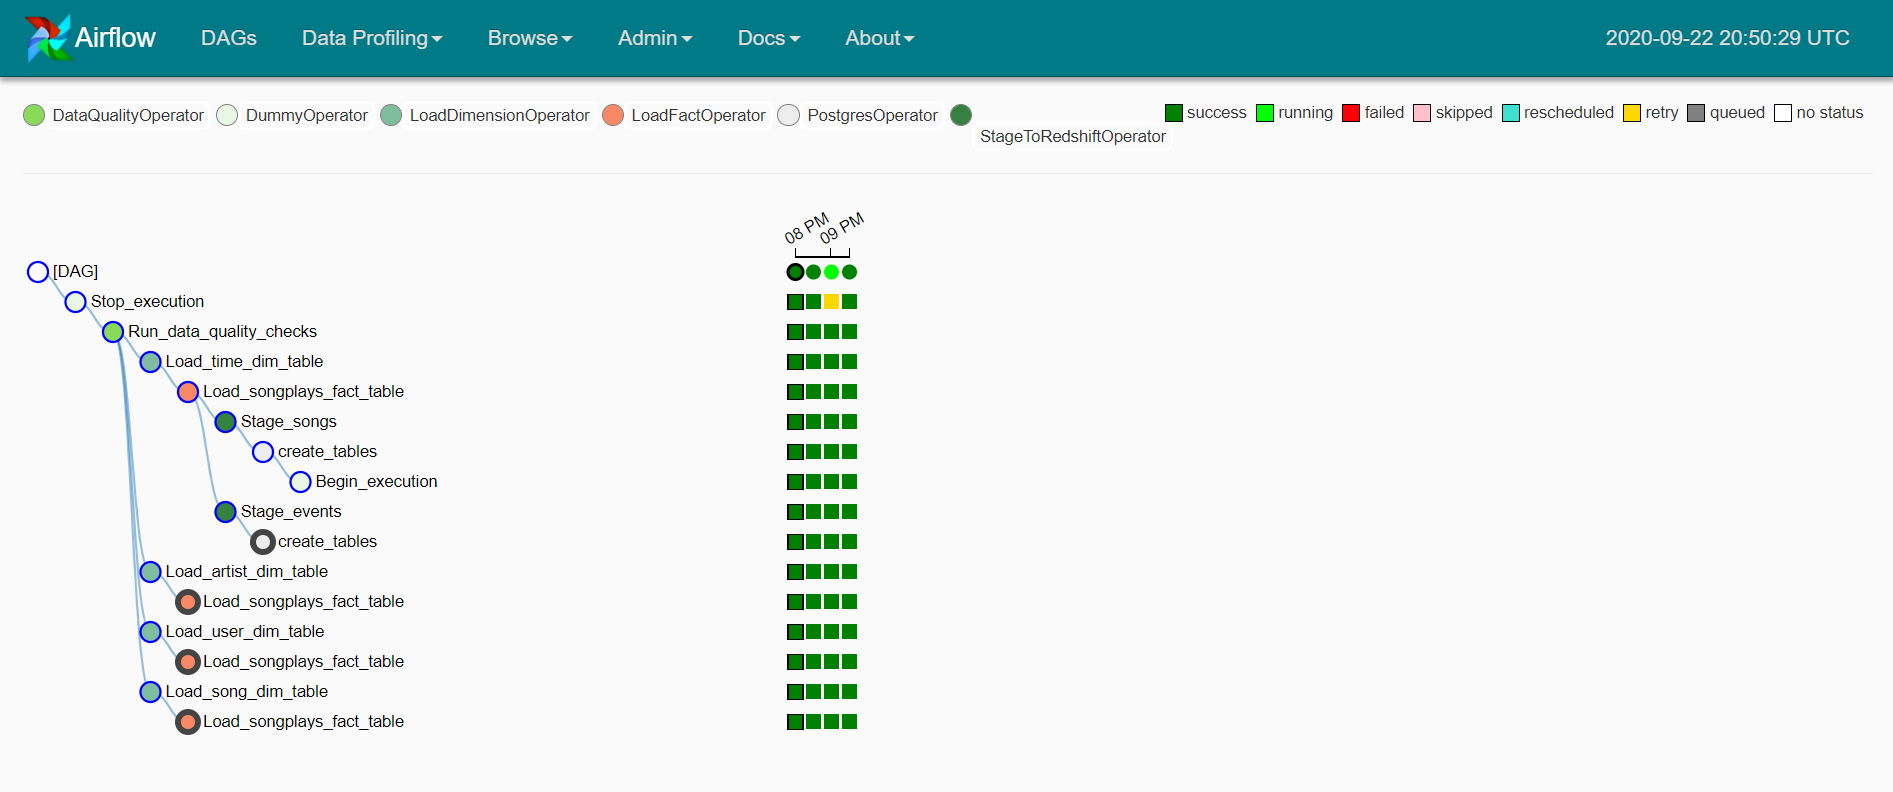 Airflow DAGs Data Profiling Browse Admin Docs About 2020-09-22 20:50:29 UTC
DataQualityOperator DummyOperator LoadDimensionOperator LoadFactOperator PostgresOperator
StageToRedshiftOperator
success running failed skipped rescheduled retry queued no status
08 PM 09 PM
[DAG]
Stop_execution
Run_data_quality_checks
Load_time_dim_table
Load_songplays_fact_table
Stage_songs
create_tables
Begin_execution
Stage_events
create_tables
Load_artist_dim_table
Load_songplays_fact_table
Load_user_dim_table
Load_songplays_fact_table
Load_song_dim_table
Load_songplays_fact_table